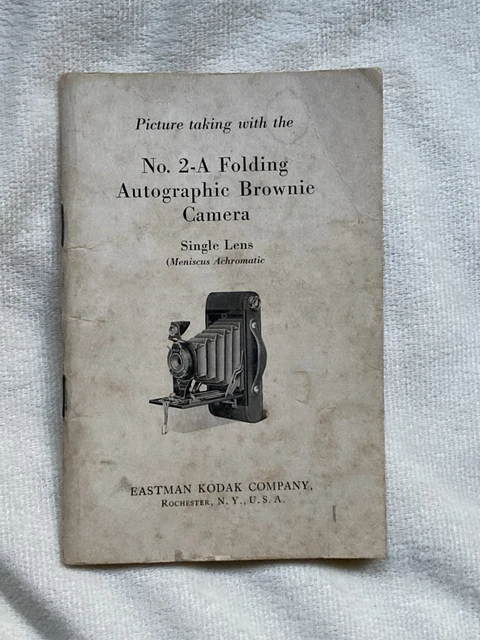 Picture taking with the
No. 2-A Folding
Autographic Brownie
Camera
Single Lens
(Meniscus Achromatic
EASTMAN KODAK COMPANY,
ROCHESTER, N. Y., U. S. A.